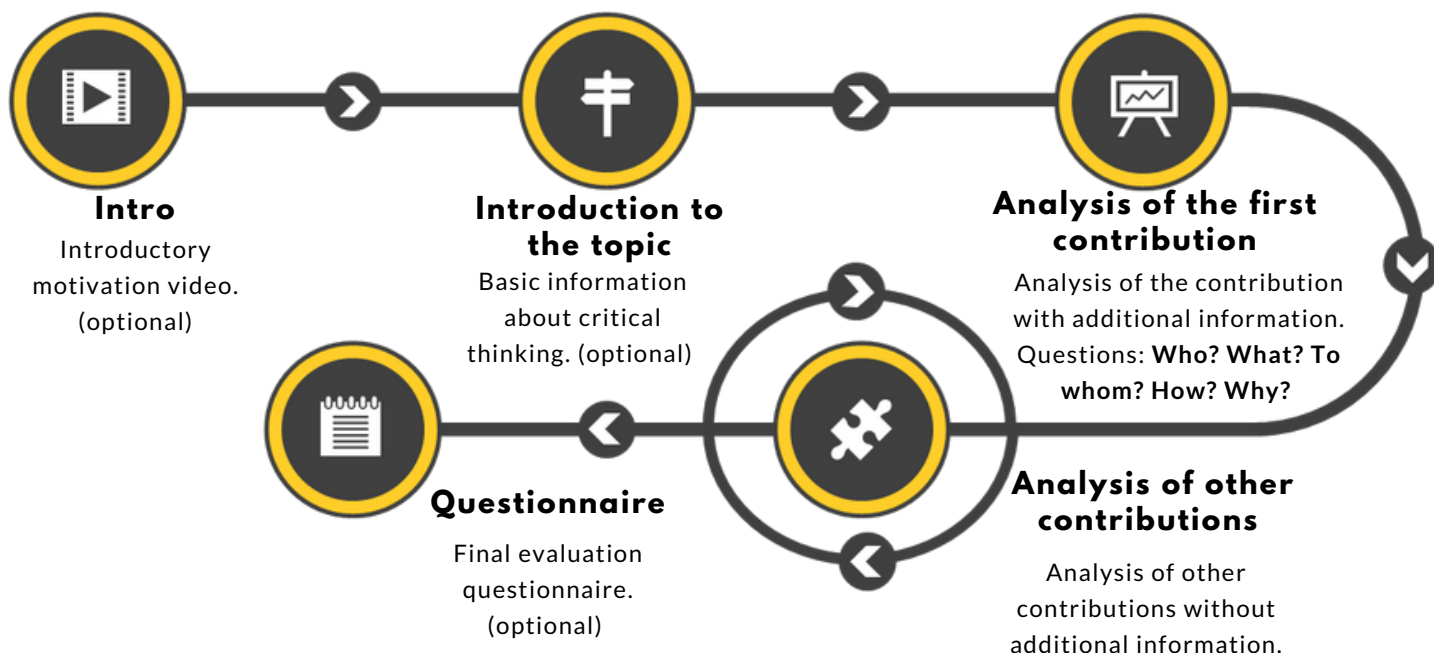 Intro
Introductory
motivation video.
(optional)
Introduction to
the topic
Basic information
about critical
thinking. (optional)
Analysis of the first
contribution
Analysis of the contribution
with additional information.
Questions: Who? What? To
whom? How? Why?
Analysis of other
contributions
Analysis of other
contributions without
additional information.
Questionnaire
Final evaluation
questionnaire.
(optional)